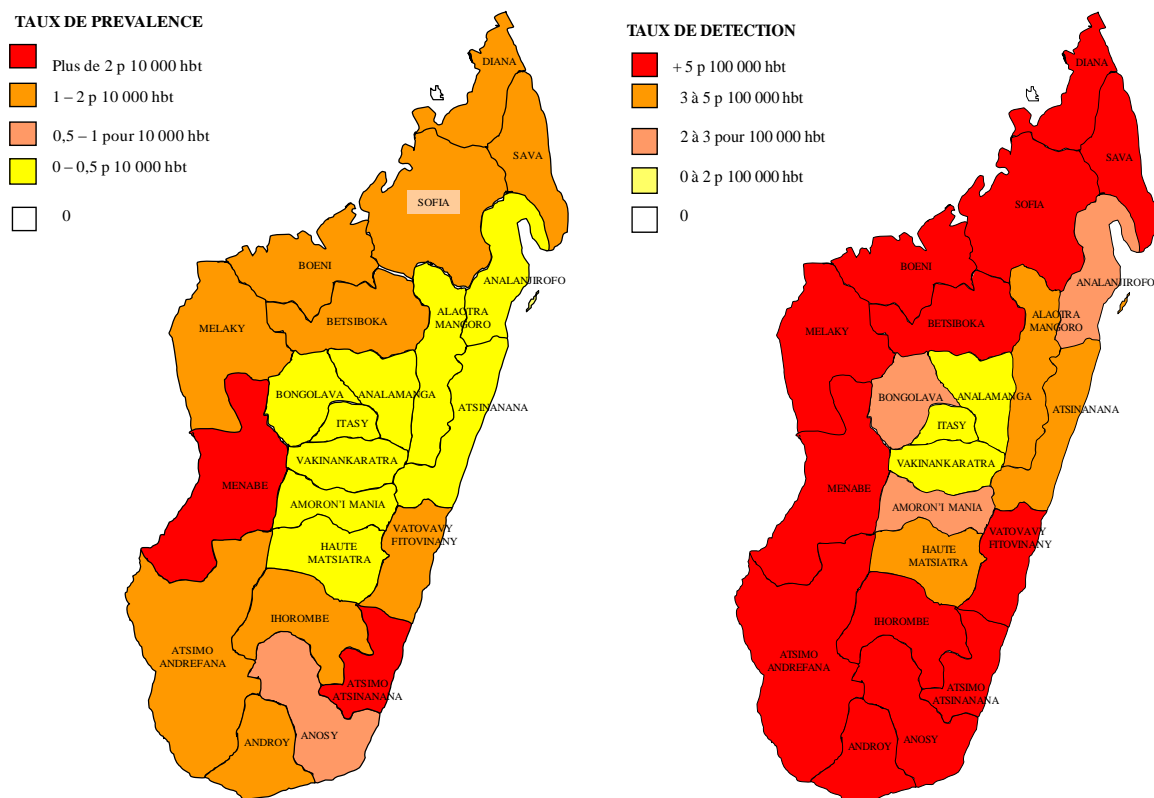 TAUX DE PREVALENCE
Plus de 2 p 10 000 hbt
1 – 2 p 10 000 hbt
0,5 – 1 pour 10 000 hbt
0 – 0,5 p 10 000 hbt
0
DIANA
SAVA
SOFIA
BOENI
ANALANJIROFO
BETSIBOKA
ALAOTRA
MANGORO
MELAKY
BONGOLAVA
ANALAMANGA
ATSINANANA
ITASY
VAKINANKARATRA
MENABE
AMORON'I MANIA
VATOVAVY
FITOVINANY
HAUTE
MATSIATRA
IHOROMBE
ATSIMO
ANDREFANA
ATSIMO
ATSINANANA
ANOSY
ANDROY
TAUX DE DETECTION
+ 5 p 100 000 hbt
3 à 5 p 100 000 hbt
2 à 3 pour 100 000 hbt
0 à 2 p 100 000 hbt
0
DIANA
SAVA
SOFIA
BOENI
ANALANJIROFO
BETSIBOKA
ALAOTRA
MANGORO
MELAKY
BONGOLAVA
ANALAMANGA
ATSINANANA
ITASY
VAKINANKARATRA
MENABE
AMORON'I MANIA
VATOVAVY
FITOVINANY
HAUTE
MATSIATRA
IHOROMBE
ATSIMO
ANDREFANA
ATSIMO
ATSINANANA
ANOSY
ANDROY